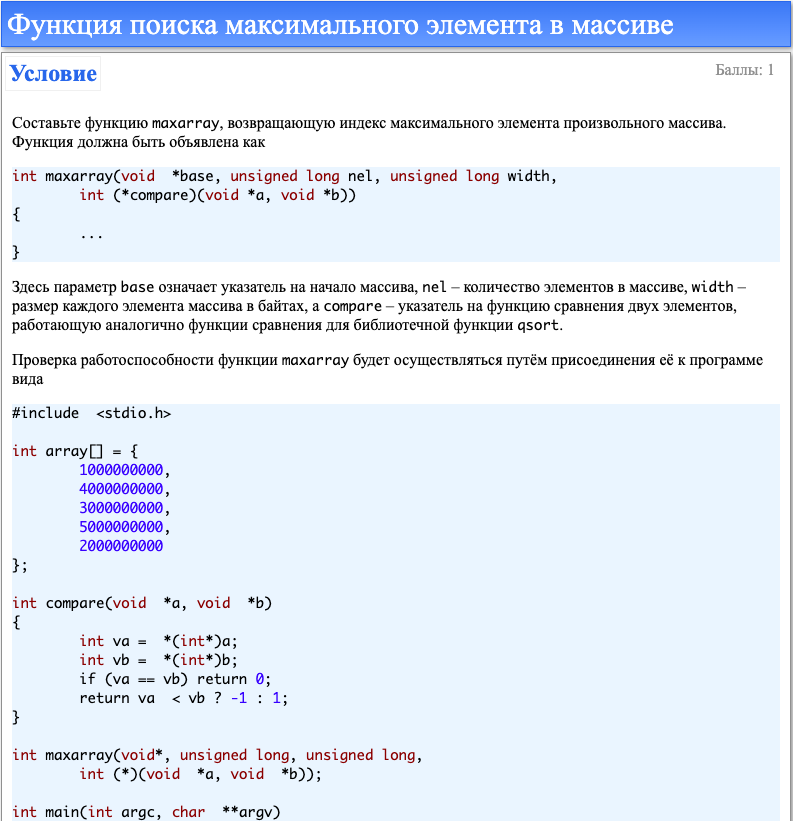 Функция поиска максимального элемента в массиве
Условие
Баллы: 1
Составьте функцию maxarray, возвращающую индекс максимального элемента произвольного массива.
Функция должна быть объявлена как
int maxarray(void  *base, unsigned long nel, unsigned long width,
        int (*compare)(void *a, void *b))
{
        ...
}
Здесь параметр base означает указатель на начало массива, nel – количество элементов в массиве, width –
размер каждого элемента массива в байтах, а compare – указатель на функцию сравнения двух элементов,
работающую аналогично функции сравнения для библиотечной функции qsort.
Проверка работоспособности функции maxarray будет осуществляться путём присоединения её к программе
вида
#include  <stdio.h>
int array[] = {
        1000000000,
        4000000000,
        3000000000,
        5000000000,
        2000000000
};
int compare(void  *a, void  *b)
{
        int va =  *(int*)a;
        int vb =  *(int*)b;
        if (va == vb) return 0;
        return va  < vb ? -1 : 1;
}
int maxarray(void*, unsigned long, unsigned long,
        int (*)(void  *a, void  *b));
int main(int argc, char  **argv)